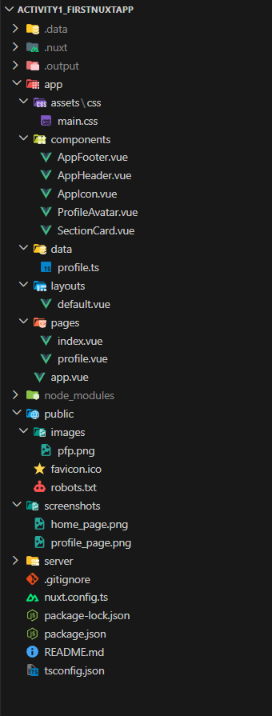 ACTIVITY1_FIRSTNUXTAPP
.data
.nuxt
.output
app
assets\css
main.css
components
AppFooter.vue
AppHeader.vue
AppIcon.vue
ProfileAvatar.vue
SectionCard.vue
data
profile.ts
layouts
default.vue
pages
index.vue
profile.vue
app.vue
node_modules
public
images
pfp.png
favicon.ico
robots.txt
screenshots
home_page.png
profile_page.png
server
.gitignore
nuxt.config.ts
package-lock.json
package.json
README.md
tsconfig.json